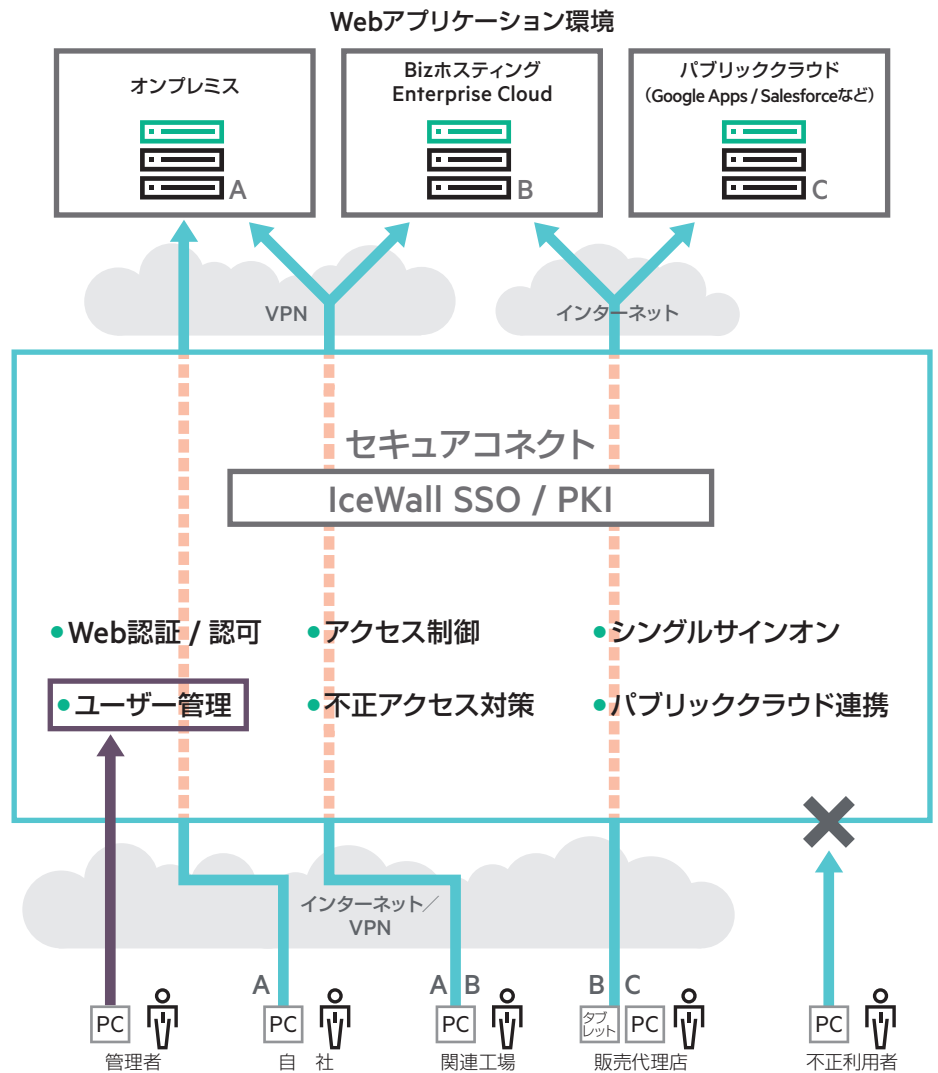 Webアプリケーション環境
オンプレミス
Bizホスティング
Enterprise Cloud
パブリッククラウド
（Google Apps / Salesforceなど）
A
B
C
VPN
インターネット
セキュアコネクト
IceWall SSO / PKI
•Web認証 / 認可
•アクセス制御
•シングルサインオン
•ユーザー管理
•不正アクセス対策
•パブリッククラウド連携
インターネット／
VPN
A
A B
B C
PC
PC
PC
タブ
レット
PC
PC
管理者
自　社
関連工場
販売代理店
不正利用者